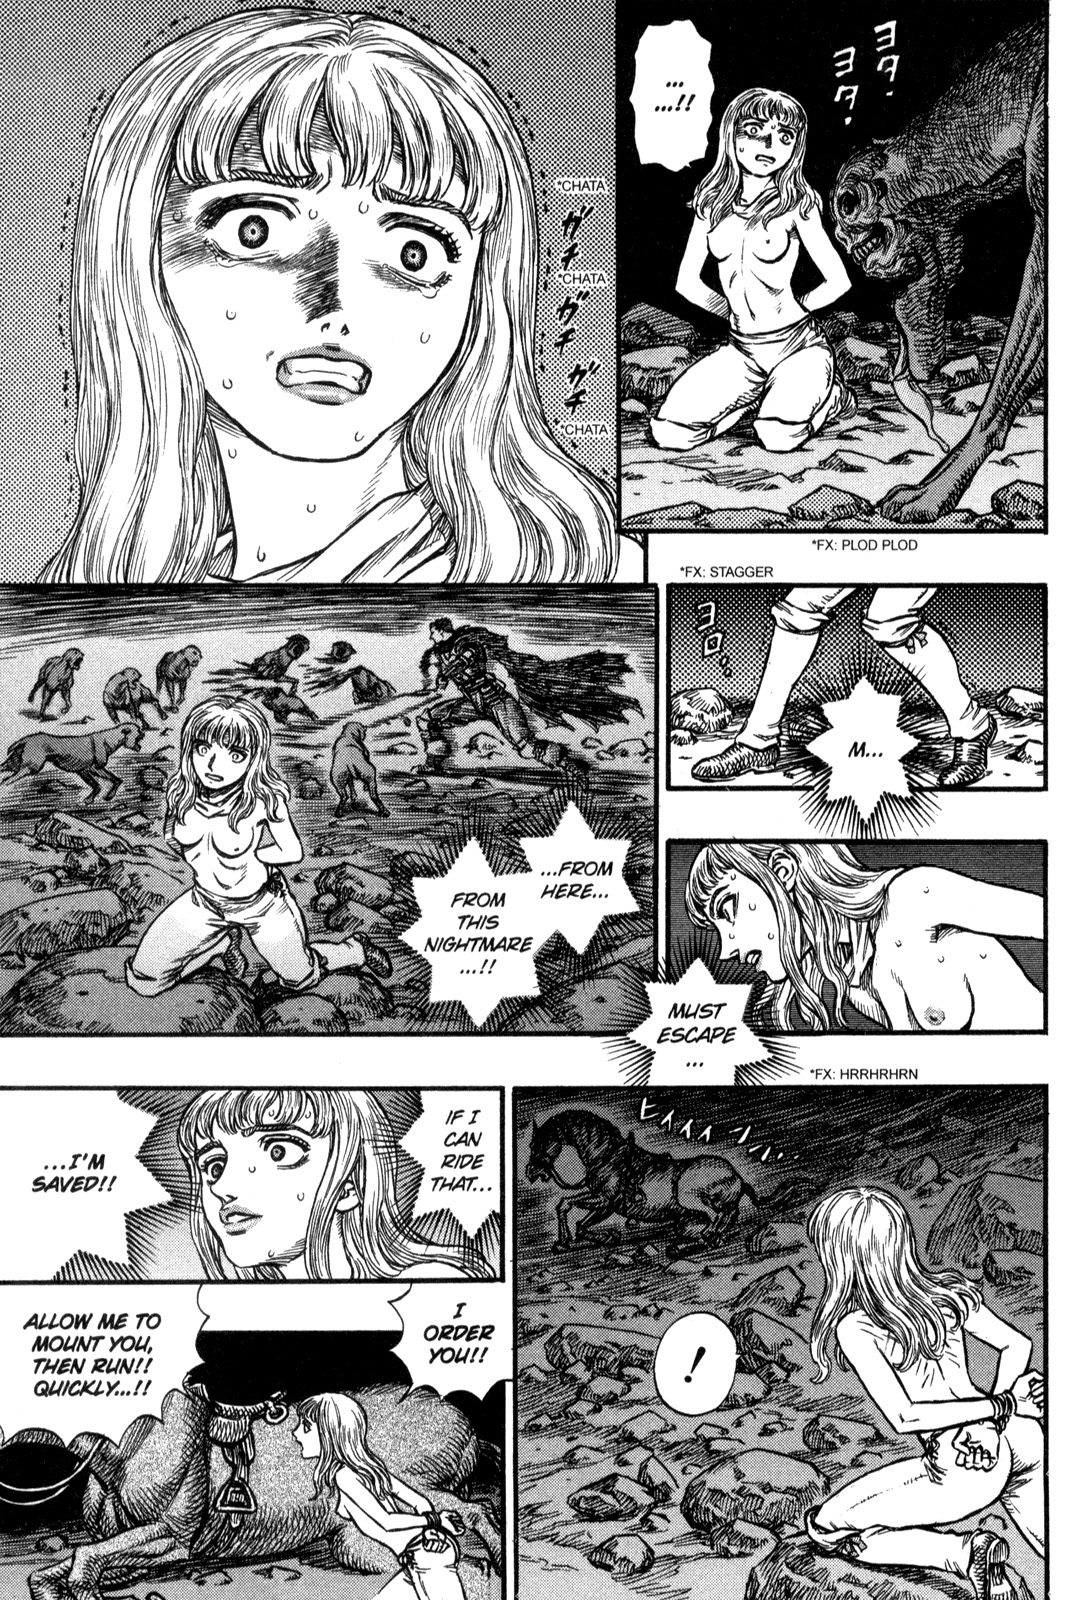 ...
...!!
ヨタ・
ヨタ・
*FX: PLOD PLOD
*CHATA
ガチ
*CHATA
ガチ
ガチ
*CHATA
*FX: STAGGER
ヨロ・
M...
MUST
ESCAPE
...
...FROM
HERE...
FROM
THIS
NIGHTMARE
...!!
*FX: HRRHRHRN
ヒィィィン
!
IF I
CAN
RIDE
THAT...
...I'M
SAVED!!
I
ORDER
YOU!!
ALLOW ME TO
MOUNT YOU,
THEN RUN!!
QUICKLY...!!